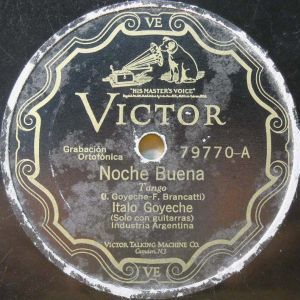 VE
"HIS MASTER'S VOICE"
VICTOR
Grabación
Ortofónica
79770-A
Noche Buena
Tango
(I. Goyeche-F. Brancatti)
Italo Goyeche
(Solo con guitarras)
Industria Argentina
VICTOR TALKING MACHINE CO.
Camden, N.J.
VE